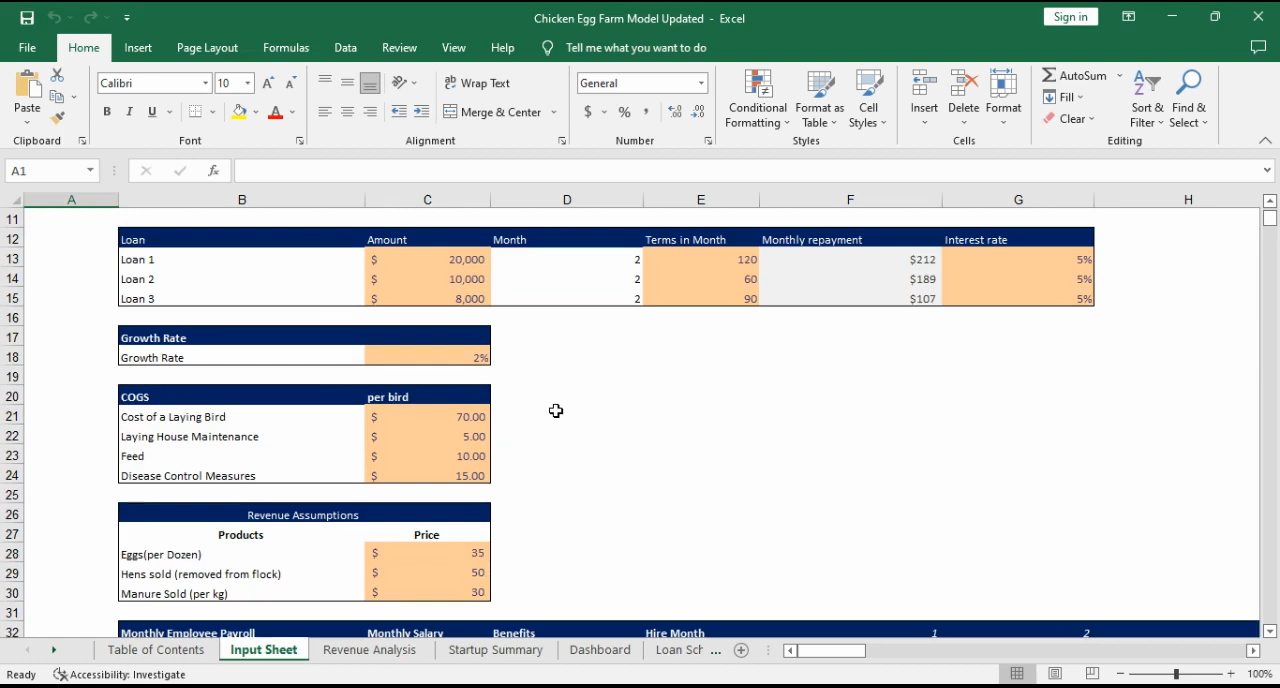 Chicken Egg Farm Model Updated - Excel
Sign in
File Home Insert Page Layout Formulas Data Review View Help Tell me what you want to do
Paste
Clipboard
Calibri 10
B I U
Font
Wrap Text
Merge & Center
Alignment
General
$ % ,
Number
Conditional Formatting
Format as Table
Cell Styles
Styles
Insert
Delete
Format
Cells
AutoSum
Fill
Clear
Sort & Filter
Find & Select
Editing
A1
fx
A B C D E F G H
11
12 Loan Amount Month Terms in Month Monthly repayment Interest rate
13 Loan 1 $ 20,000 2 120 $212 5%
14 Loan 2 $ 10,000 2 60 $189 5%
15 Loan 3 $ 8,000 2 90 $107 5%
16
17 Growth Rate
18 Growth Rate 2%
19
20 COGS per bird
21 Cost of a Laying Bird $ 70.00
22 Laying House Maintenance $ 5.00
23 Feed $ 10.00
24 Disease Control Measures $ 15.00
25
26 Revenue Assumptions
27 Products Price
28 Eggs(per Dozen) $ 35
29 Hens sold (removed from flock) $ 50
30 Manure Sold (per kg) $ 30
31
32 Monthly Employee Payroll Monthly Salary Benefits Hire Month 1 2
Table of Contents Input Sheet Revenue Analysis Startup Summary Dashboard Loan Sch ...
Ready Accessibility: Investigate 100%